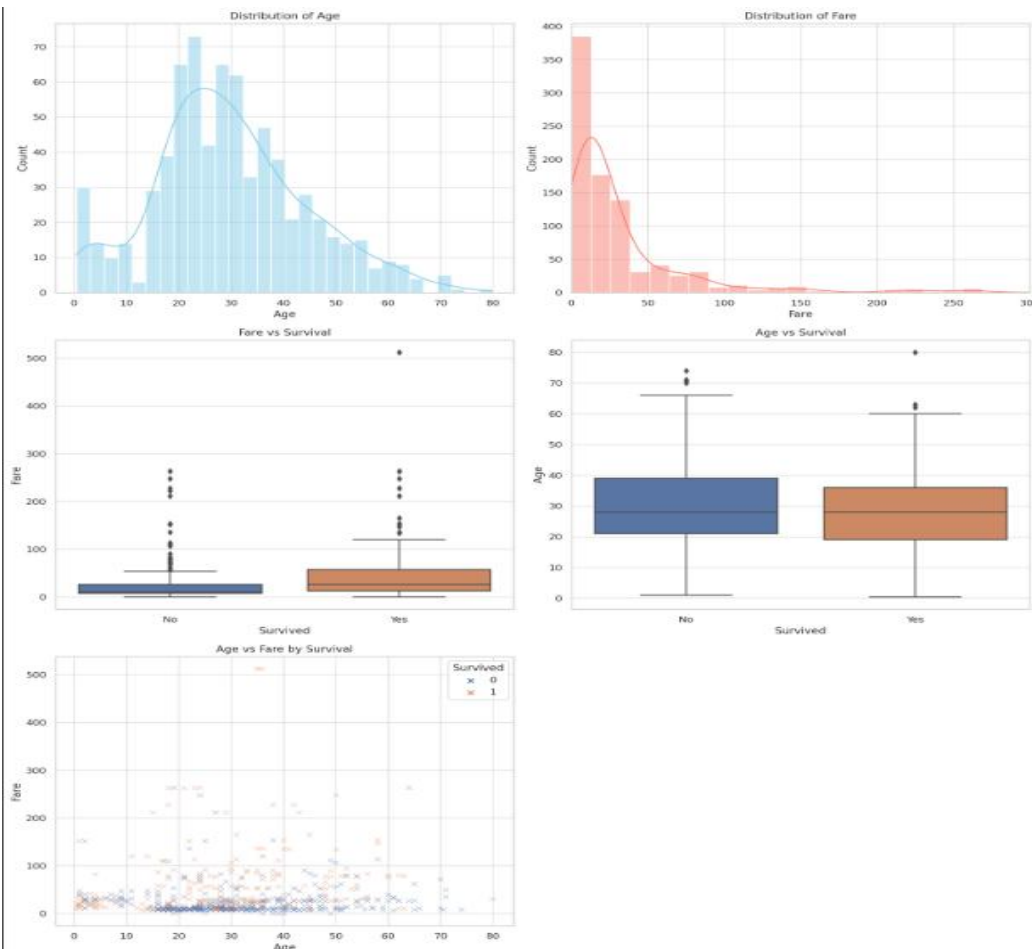 Distribution of Age
70
60
50
40
30
20
10
0
Count
0 10 20 30 40 50 60 70 80
Age
Distribution of Fare
400
350
300
250
200
150
100
50
0
Count
0 50 100 150 200 250 30
Fare
Fare vs Survival
500
400
300
200
100
0
Fare
No Yes
Survived
Age vs Survival
80
70
60
50
40
30
20
10
0
Age
No Yes
Survived
Age vs Fare by Survival
Survived
0
1
500
400
300
200
100
0
Fare
0 10 20 30 40 50 60 70 80
Age